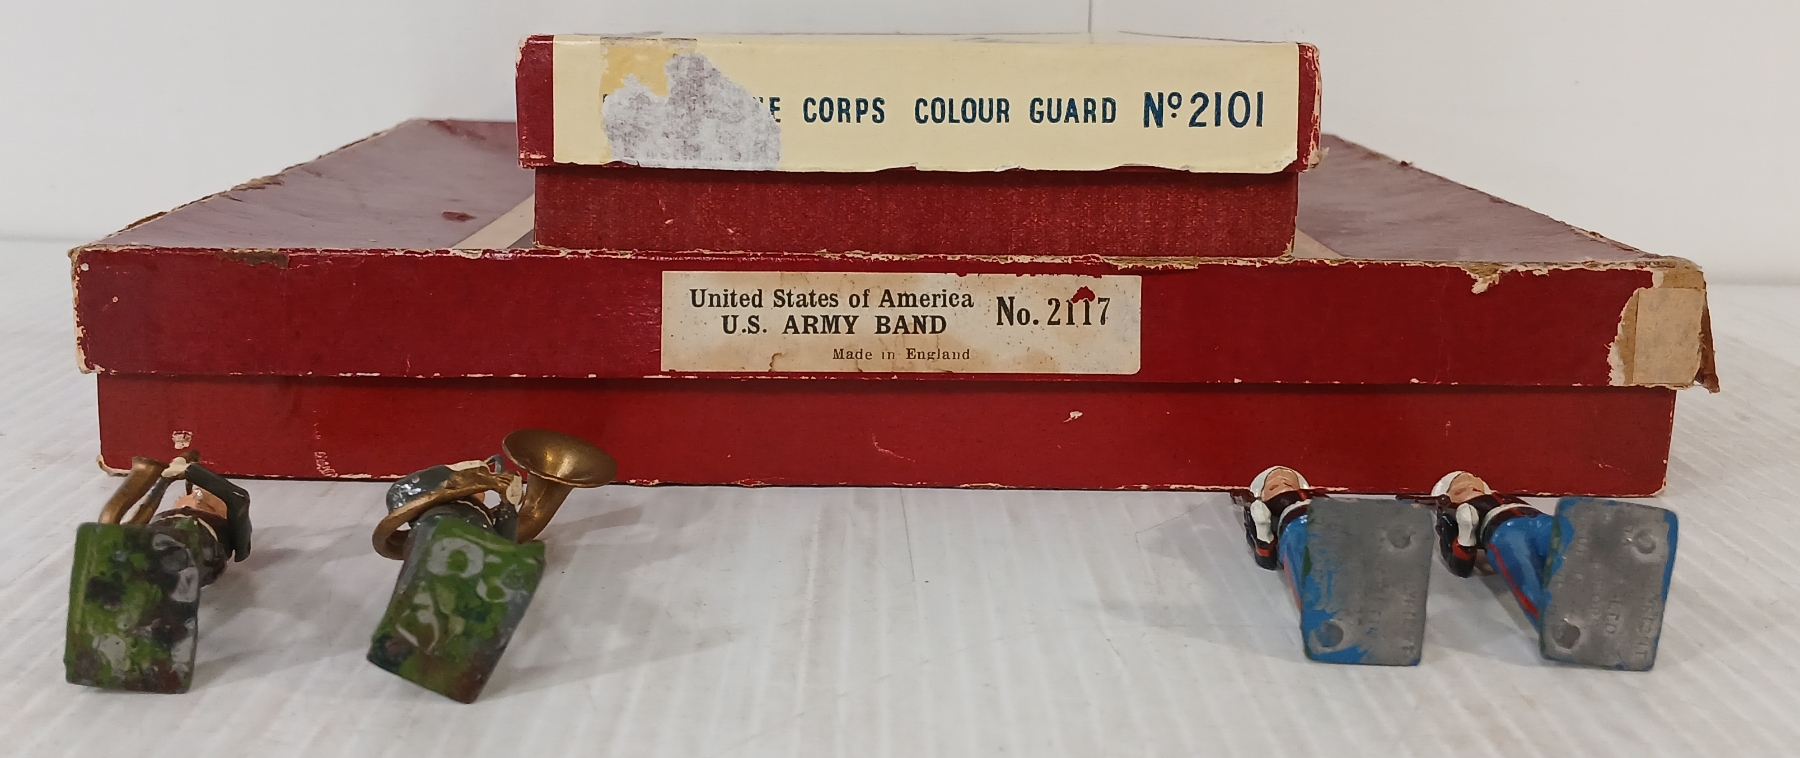 CORPS COLOUR GUARD Nº 2101
United States of America No. 2117
U.S. ARMY BAND
Made in England